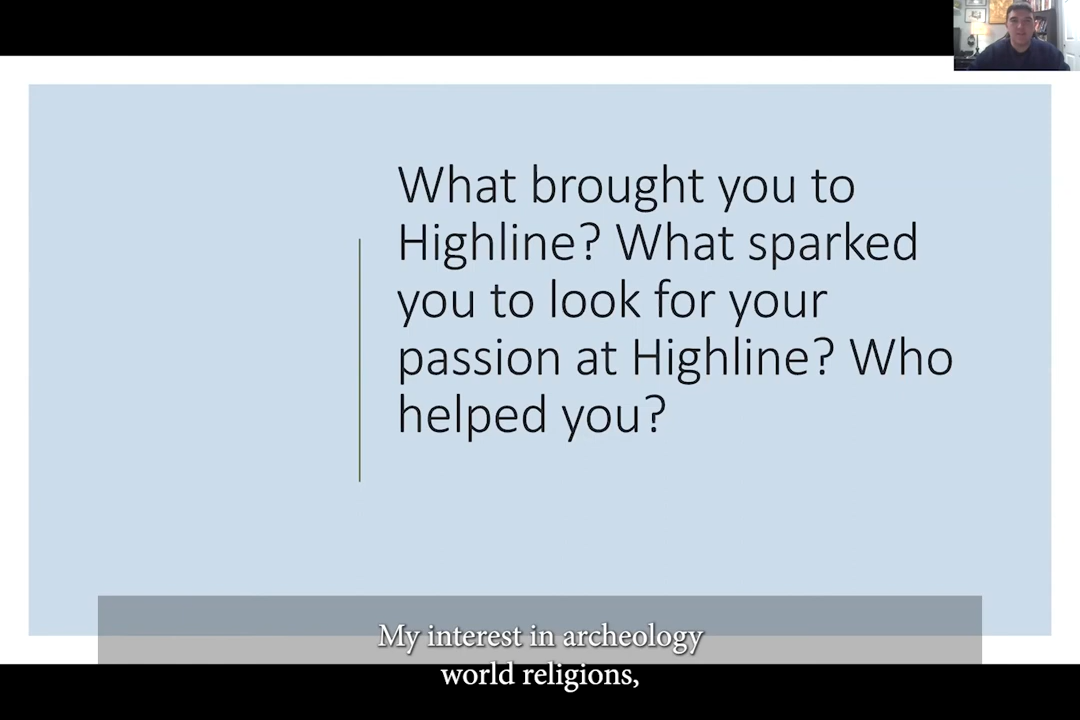 What brought you to
Highline? What sparked
you to look for your
passion at Highline? Who
helped you?
My interest in archeology
world religions,